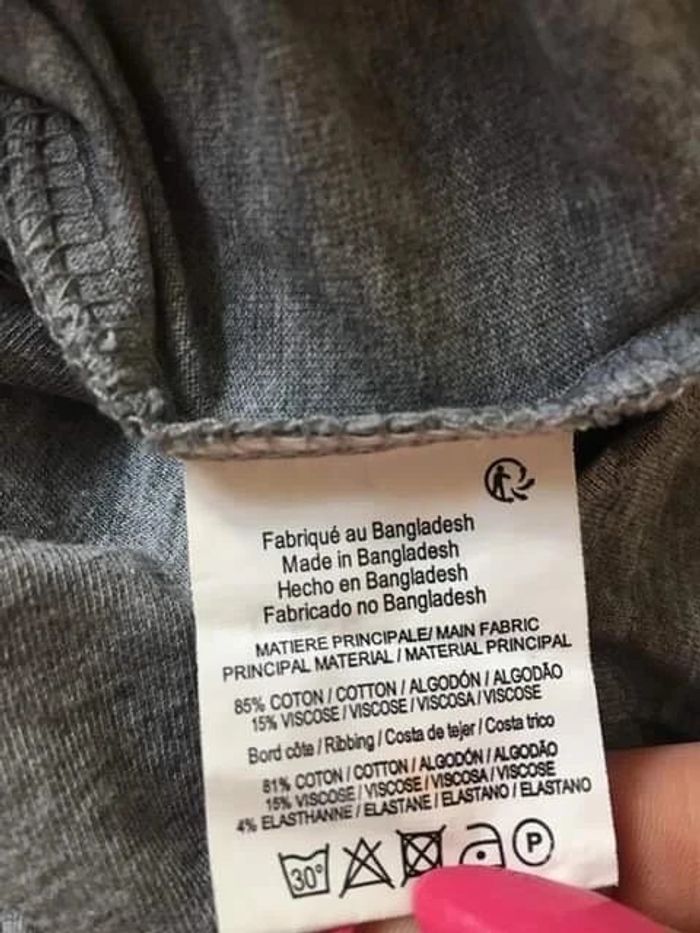 Fabriqué au Bangladesh
Made in Bangladesh
Hecho en Bangladesh
Fabricado no Bangladesh
MATIERE PRINCIPALE/ MAIN FABRIC
PRINCIPAL MATERIAL / MATERIAL PRINCIPAL
85% COTON / COTTON / ALGODÓN / ALGODÃO
15% VISCOSE / VISCOSE / VISCOSA / VISCOSE
Bord côte / Ribbing / Costa de tejer / Costa trico
81% COTON / COTTON / ALGODÓN / ALGODÃO
15% VISCOSE / VISCOSE / VISCOSA / VISCOSE
4% ELASTHANNE / ELASTANE / ELASTANO / ELASTANO
30° P